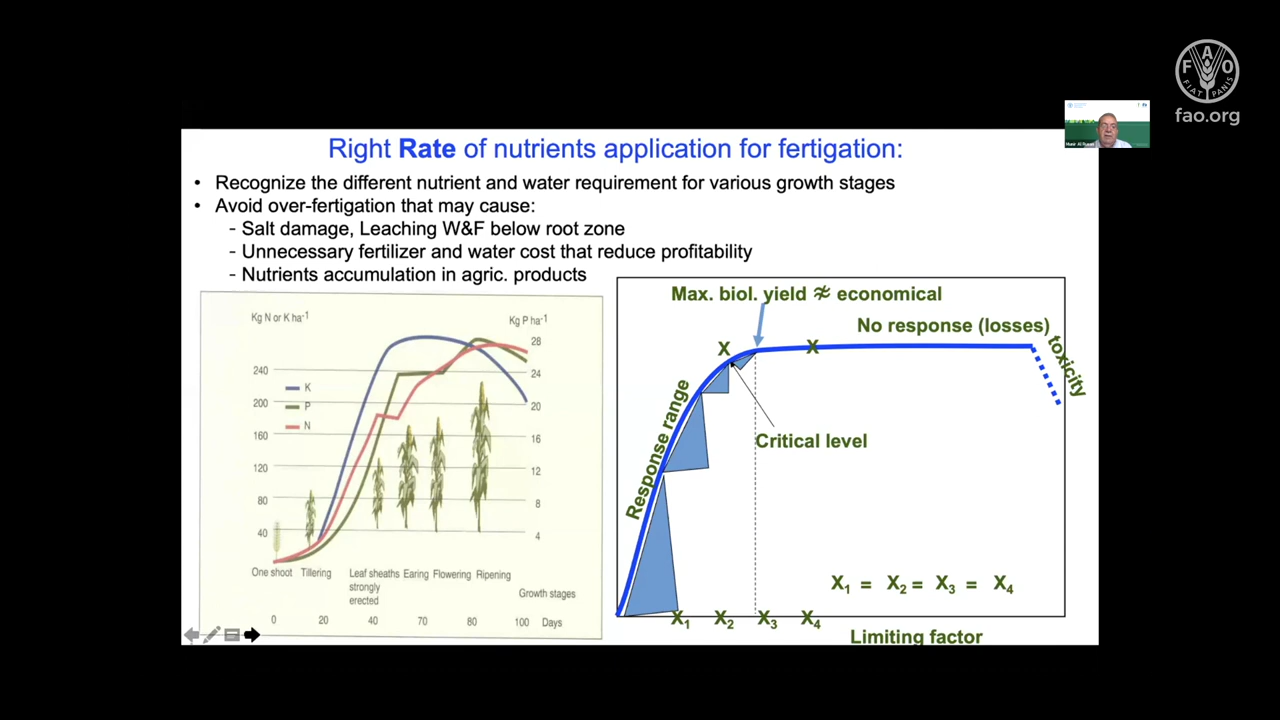 F A O
FIAT PANIS
fao.org
Right Rate of nutrients application for fertigation:
• Recognize the different nutrient and water requirement for various growth stages
• Avoid over-fertigation that may cause:
- Salt damage, Leaching W&F below root zone
- Unnecessary fertilizer and water cost that reduce profitability
- Nutrients accumulation in agric. products
Kg N or K ha⁻¹
Kg P ha⁻¹
240
200
160
120
80
40
K
P
N
28
24
20
16
12
8
4
One shoot Tillering Leaf sheaths strongly erected Earing Flowering Ripening
Growth stages
0 20 40 70 80 100 Days
Max. biol. yield ≉ economical
No response (losses)
toxicity
X X
Response range
Critical level
X₁ = X₂ = X₃ = X₄
X₁ X₂ X₃ X₄
Limiting factor